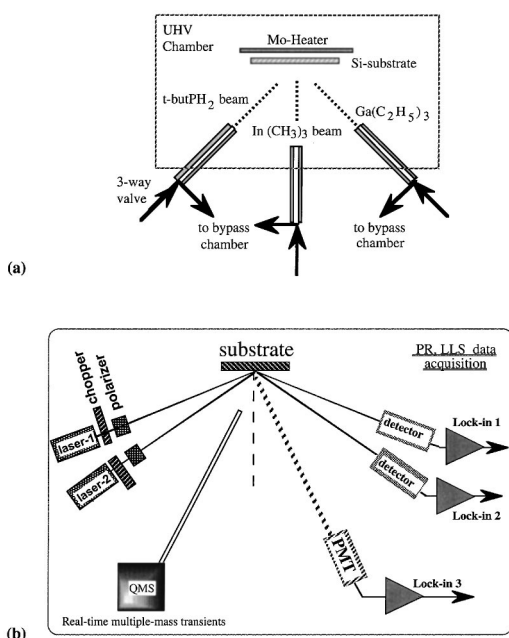 UHV
Chamber
Mo-Heater
Si-substrate
t-butPH2 beam
In (CH3)3 beam
Ga(C2H5)3
3-way
valve
to bypass
chamber
to bypass
chamber
(a)
substrate
PR, LLS data
acquisition
chopper
polarizer
laser-1
laser-2
detector
Lock-in 1
detector
Lock-in 2
PMT
Lock-in 3
QMS
Real-time multiple-mass transients
(b)